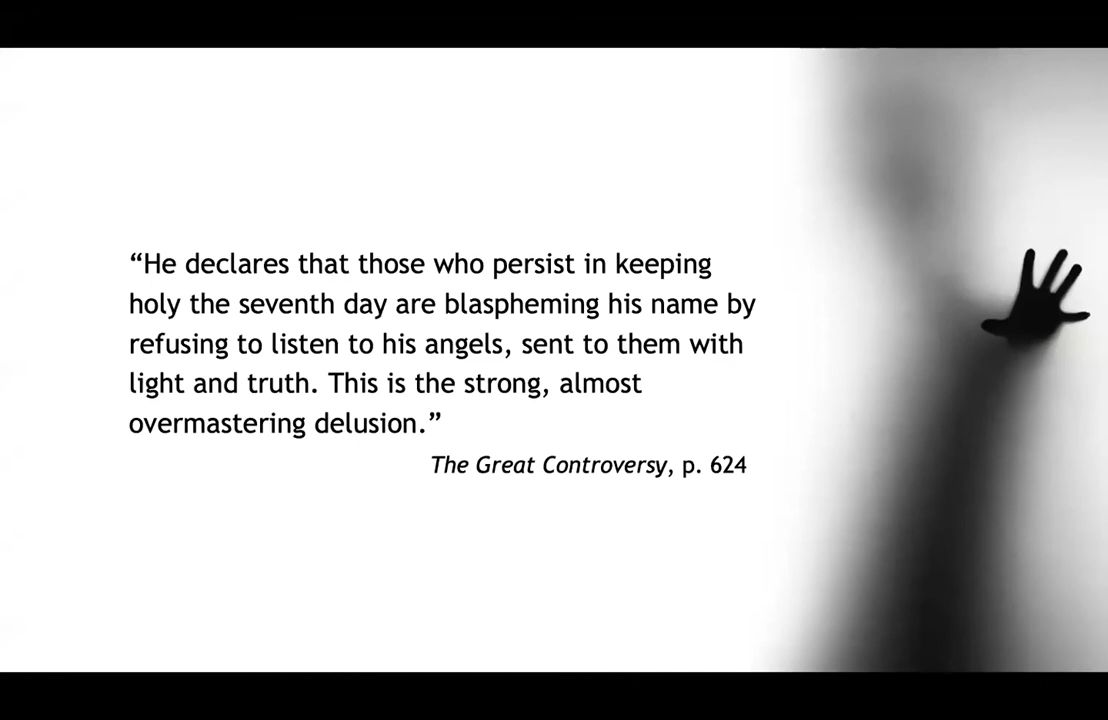 “He declares that those who persist in keeping
holy the seventh day are blaspheming his name by
refusing to listen to his angels, sent to them with
light and truth. This is the strong, almost
overmastering delusion.”
The Great Controversy, p. 624